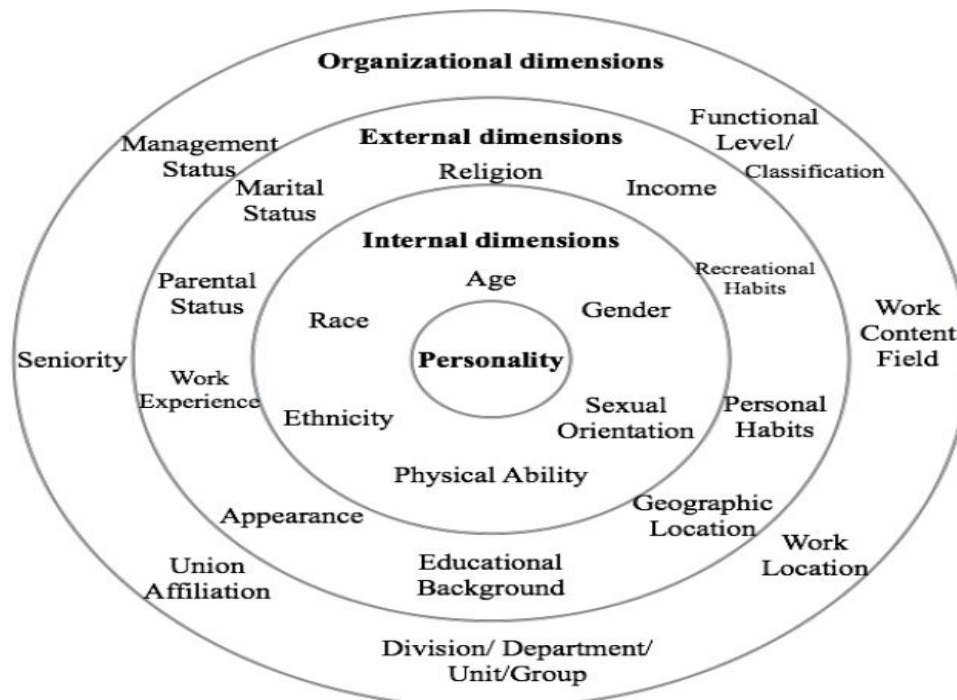 Organizational dimensions
Functional
Level/
Classification
Management
Status
External dimensions
Religion
Income
Marital
Status
Internal dimensions
Age
Recreational
Habits
Parental
Status
Race
Gender
Work
Content
Field
Seniority
Personality
Work
Experience
Ethnicity
Sexual
Orientation
Personal
Habits
Physical Ability
Appearance
Geographic
Location
Work
Location
Union
Affiliation
Educational
Background
Division/ Department/
Unit/Group